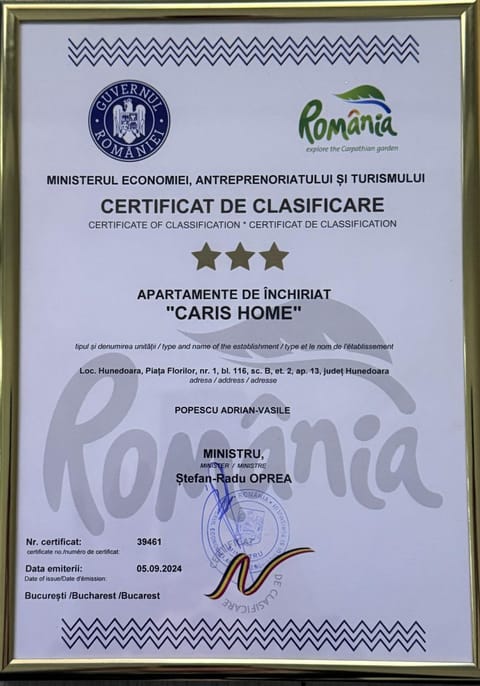 GUVERNUL ROMÂNIEI
România
explore the Carpathian garden
MINISTERUL ECONOMIEI, ANTREPRENORIATULUI ȘI TURISMULUI
CERTIFICAT DE CLASIFICARE
CERTIFICATE OF CLASSIFICATION * CERTIFICAT DE CLASSIFICATION
APARTAMENTE DE ÎNCHIRIAT
"CARIS HOME"
tipul și denumirea unității / type and name of the establishment / type et le nom de l'établissement
Loc. Hunedoara, Piața Florilor, nr. 1, bl. 116, sc. B, et. 2, ap. 13, județ Hunedoara
adresa / address / adresse
POPESCU ADRIAN-VASILE
România
MINISTRU,
MINISTER / MINISTRE
Ștefan-Radu OPREA
ROMÂNIA
CERTIFICAT
DE CLASIFICARE
Nr. certificat: 39461
certificate no./numéro de certificat:
Data emiterii: 05.09.2024
Date of issue/Date d'émission:
București /Bucharest /Bucarest